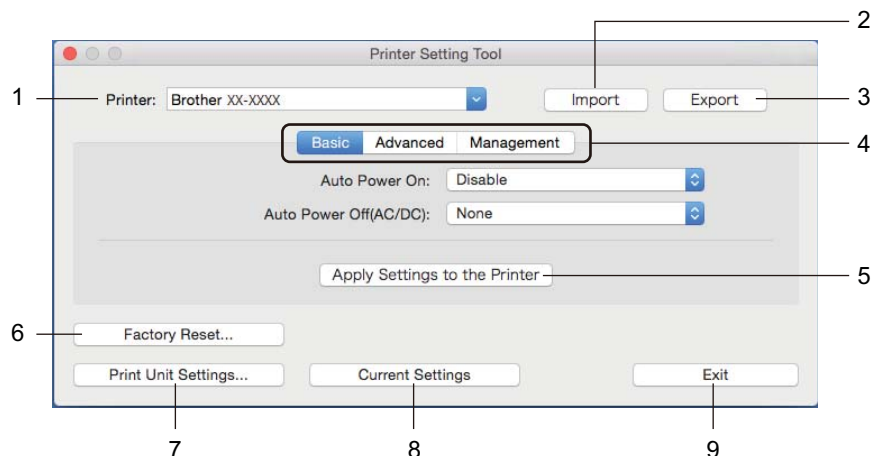 2
Printer Setting Tool
1 Printer: Brother XX-XXXX Import Export 3
Basic Advanced Management 4
Auto Power On: Disable
Auto Power Off(AC/DC): None
Apply Settings to the Printer 5
6 Factory Reset...
Print Unit Settings... Current Settings Exit
7 8 9